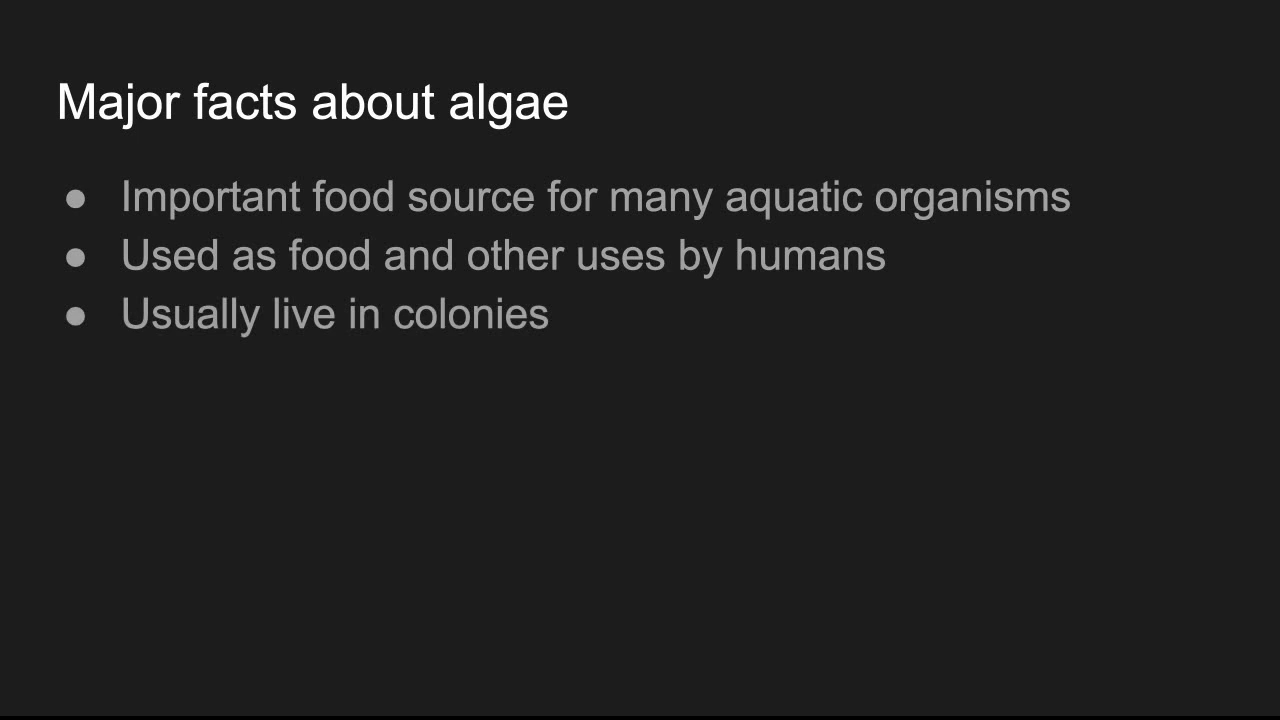 Major facts about algae
● Important food source for many aquatic organisms
● Used as food and other uses by humans
● Usually live in colonies